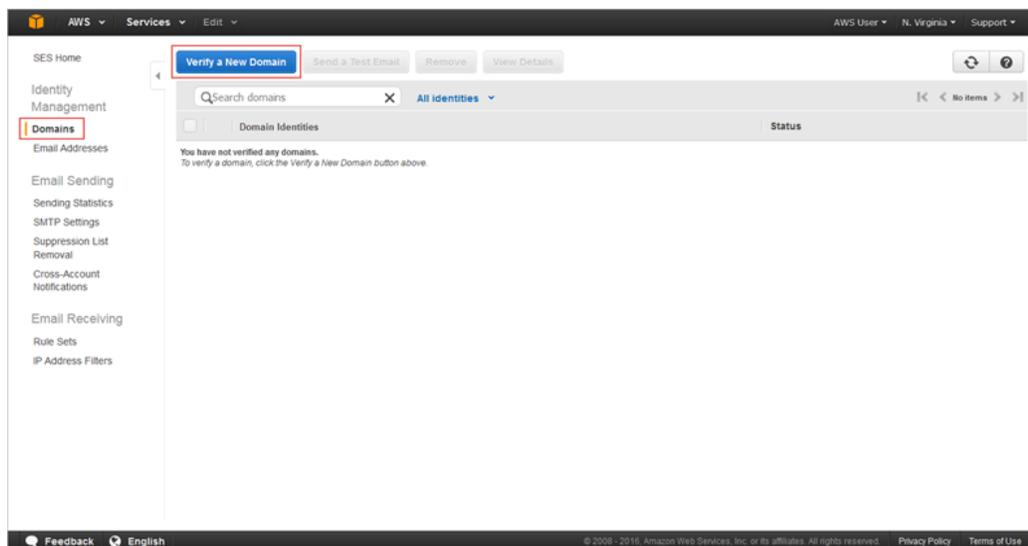 AWS Services Edit AWS User N. Virginia Support
SES Home
Identity
Management
Domains
Email Addresses
Email Sending
Sending Statistics
SMTP Settings
Suppression List
Removal
Cross-Account
Notifications
Email Receiving
Rule Sets
IP Address Filters
Verify a New Domain Send a Test Email Remove View Details
Search domains All identities No items
Domain Identities Status
You have not verified any domains.
To verify a domain, click the Verify a New Domain button above.
Feedback English © 2008 - 2016, Amazon Web Services, Inc. or its affiliates. All rights reserved. Privacy Policy Terms of Use